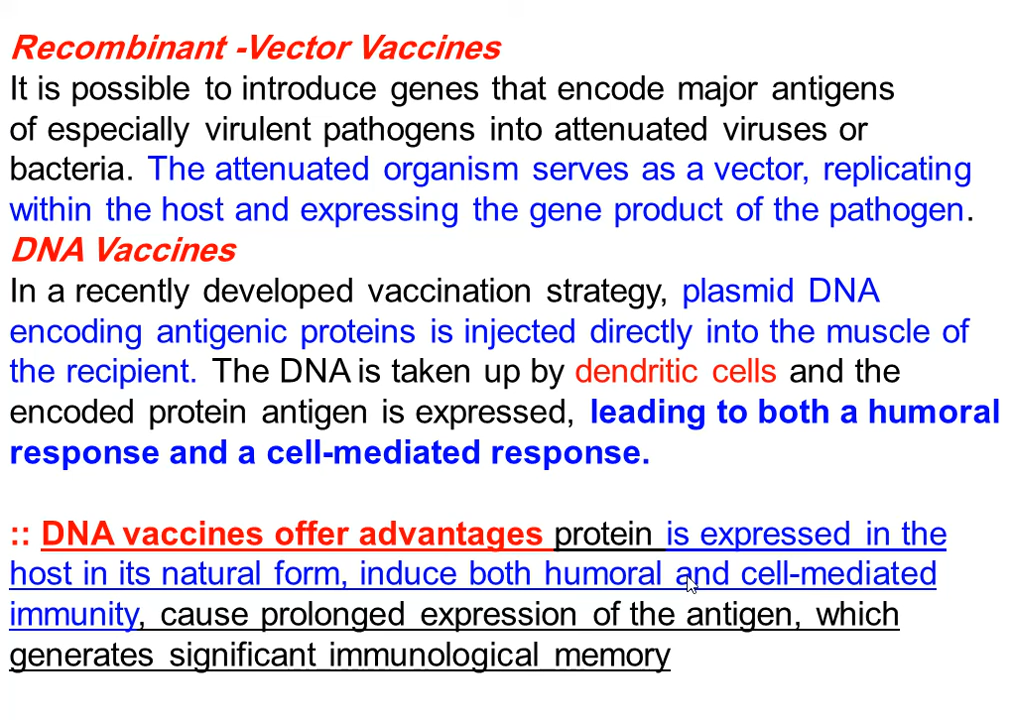 Recombinant -Vector Vaccines
It is possible to introduce genes that encode major antigens
of especially virulent pathogens into attenuated viruses or
bacteria. The attenuated organism serves as a vector, replicating
within the host and expressing the gene product of the pathogen.
DNA Vaccines
In a recently developed vaccination strategy, plasmid DNA
encoding antigenic proteins is injected directly into the muscle of
the recipient. The DNA is taken up by dendritic cells and the
encoded protein antigen is expressed, leading to both a humoral
response and a cell-mediated response.
:: DNA vaccines offer advantages protein is expressed in the
host in its natural form, induce both humoral and cell-mediated
immunity, cause prolonged expression of the antigen, which
generates significant immunological memory